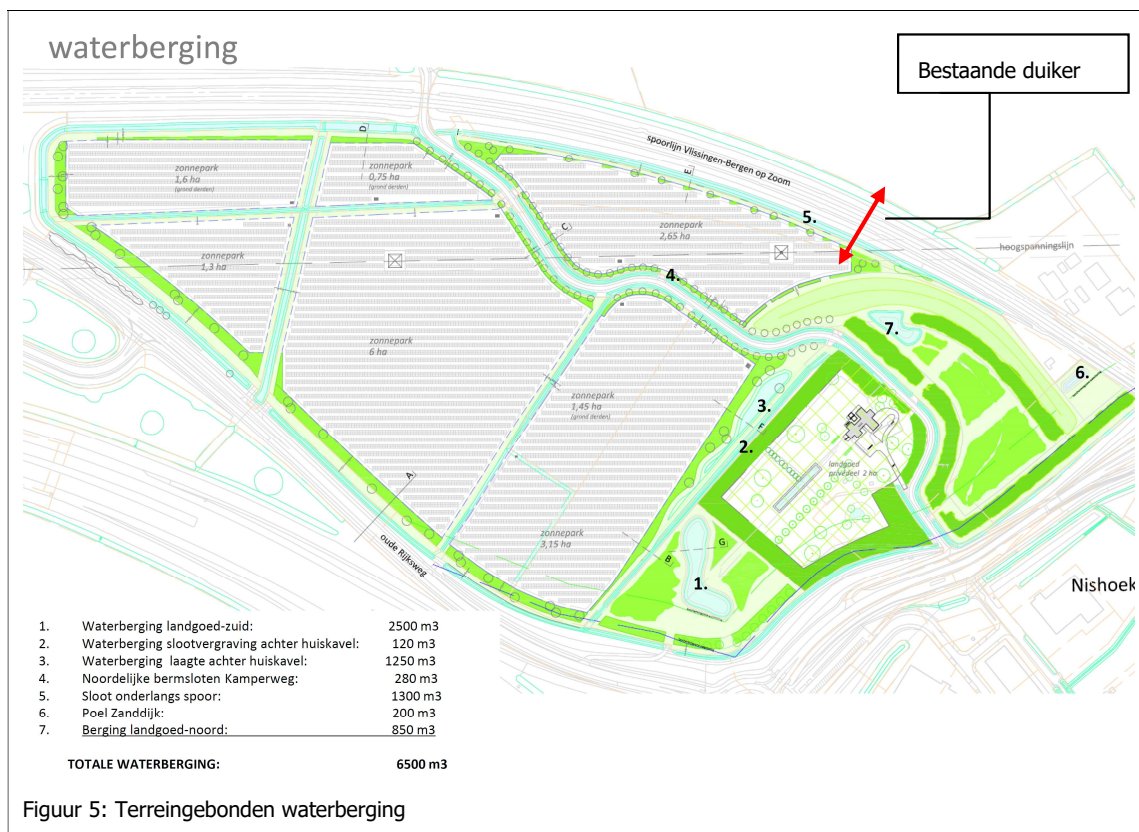 waterberging
Bestaande duiker
spoorlijn Vlissingen-Bergen op Zoom
D
zonnepark
1,6 ha
(grond derden)
zonnepark
0,75 ha
(grond derden)
E
5.
zonnepark
2,65 ha
C
hoogspanningslijn
zonnepark
1,3 ha
4.
7.
zonnepark
6 ha
6.
zonnepark
1,45 ha
(grond derden)
3.
F
2.
landgoed
privédeel 2 ha
A
zonnepark
3,15 ha
oude Rijksweg
G
B
1.
Nishoek
1. Waterberging landgoed-zuid: 2500 m3
2. Waterberging slootvergraving achter huiskavel: 120 m3
3. Waterberging laagte achter huiskavel: 1250 m3
4. Noordelijke bermsloten Kamperweg: 280 m3
5. Sloot onderlangs spoor: 1300 m3
6. Poel Zanddijk: 200 m3
7. Berging landgoed-noord: 850 m3
TOTALE WATERBERGING: 6500 m3
Figuur 5: Terreingebonden waterberging